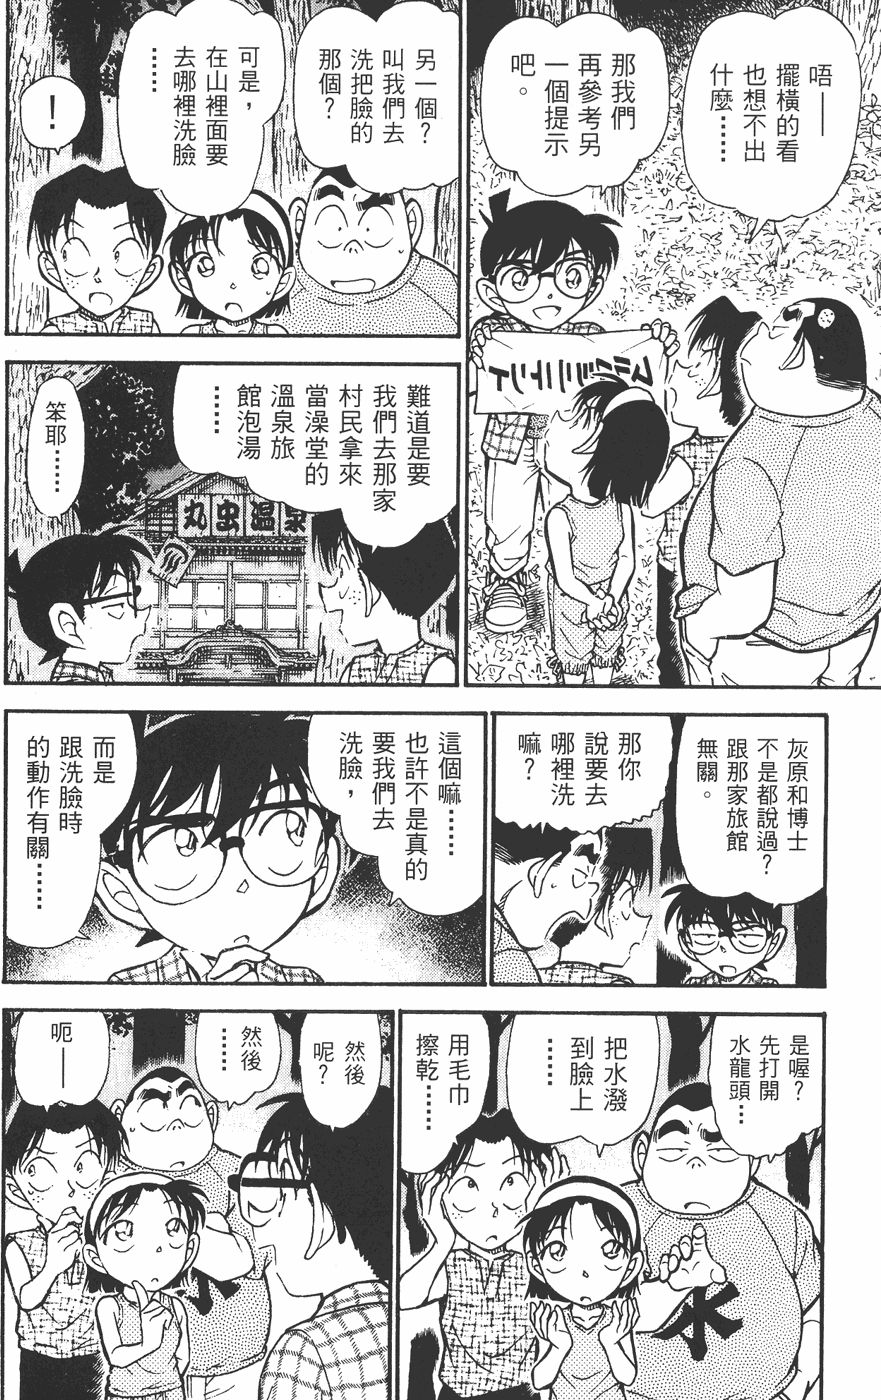 唔——
擺橫的看
也想不出
什麼……
那我們
再參考另
一個提示
吧。
另一個？
叫我們去
洗把臉的
那個？
可是，
在山裡面要
去哪裡洗臉
……
！
難道是要
我們去那家
村民拿來
當澡堂的
溫泉旅
館泡湯
……
丸虫温泉
笨耶……
灰原和博士
不是都說過？
跟那家旅館
無關。
那你
說要去
哪裡洗
嘛？
這個嘛……
也許不是真的
要我們去
洗臉，
而是
跟洗臉時
的動作有
關……
是喔？
先打開
水龍頭…
把水潑
到臉上
……
用毛巾
擦乾……
水
然後
呢？
然後
……
呃——